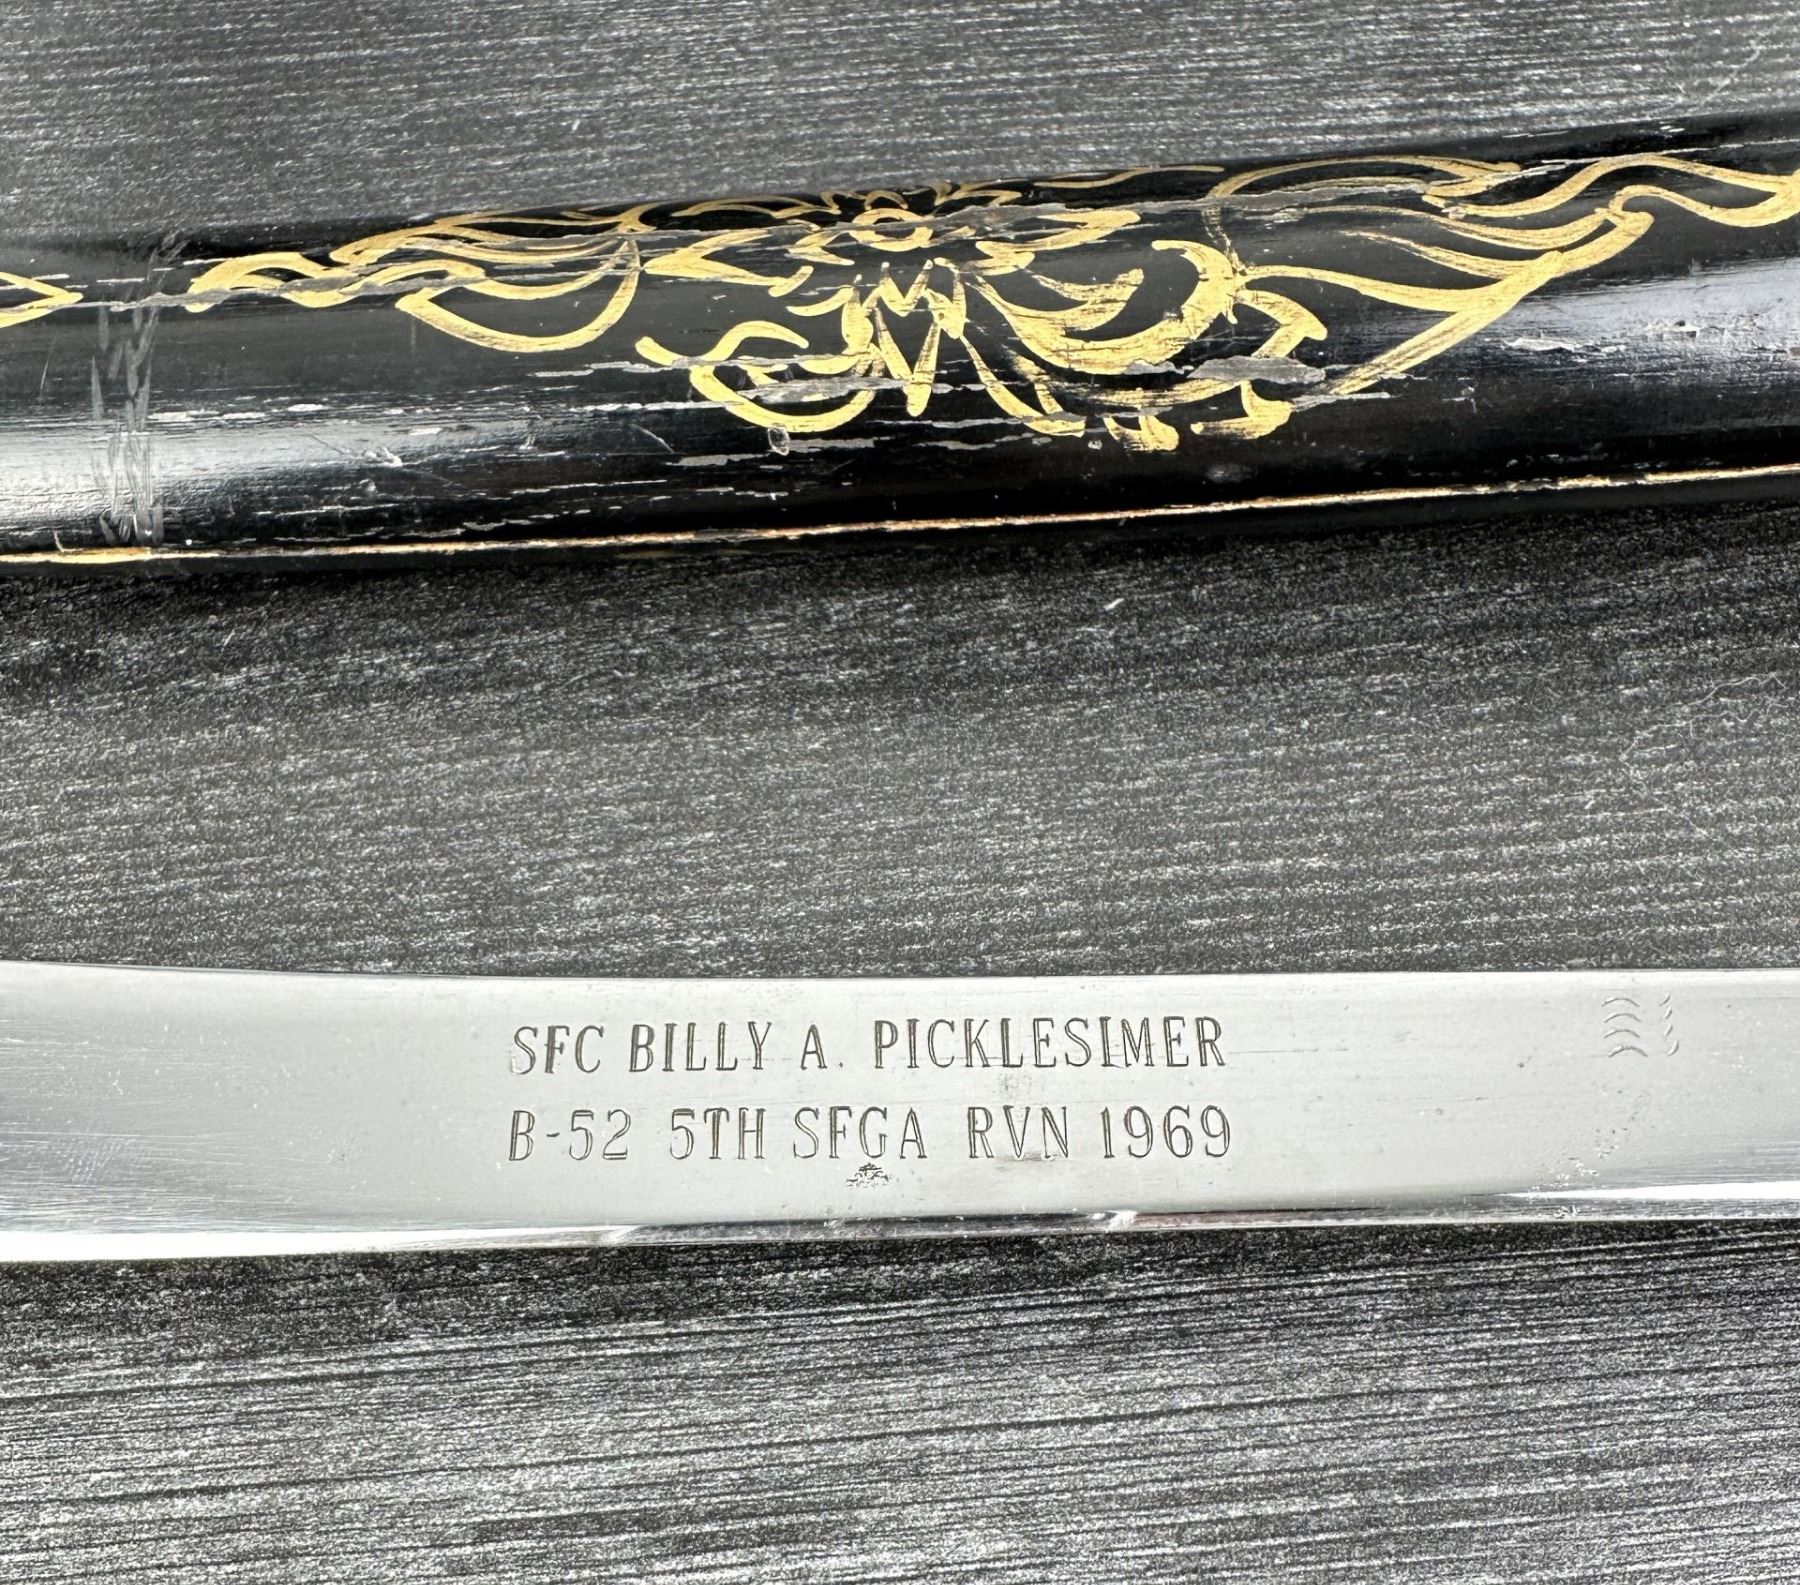 SFC BILLY A. PICKLESIMER
B-52 5TH SFGA RVN 1969